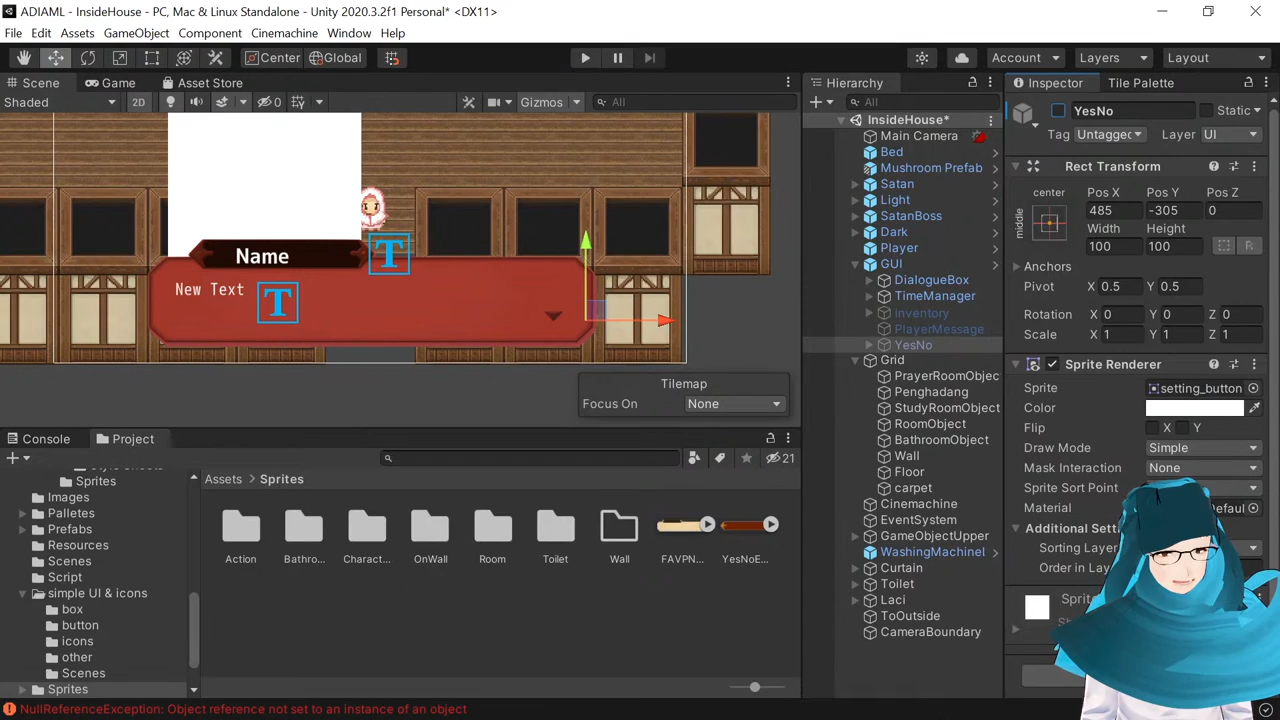 ADIAML - InsideHouse - PC, Mac & Linux Standalone - Unity 2020.3.2f1 Personal* <DX11>
File Edit Assets GameObject Component Cinemachine Window Help
Center Global Account Layers Layout
Scene Game Asset Store
Shaded 2D 0 Gizmos All
Name
New Text
T
T
Tilemap
Focus On None
Hierarchy
All
InsideHouse*
Main Camera
Bed
Mushroom Prefab
Satan
Light
SatanBoss
Dark
Player
GUI
DialogueBox
TimeManager
Inventory
PlayerMessage
YesNo
Grid
PrayerRoomObjec
Penghadang
StudyRoomObject
RoomObject
BathroomObject
Wall
Floor
carpet
Cinemachine
EventSystem
GameObjectUpper
WashingMachineI
Curtain
Toilet
Laci
ToOutside
CameraBoundary
Inspector Tile Palette
YesNo Static
Tag Untagged Layer UI
Rect Transform
center Pos X Pos Y Pos Z
middle 485 -305 0
Width Height
100 100 R
Anchors
Pivot X 0.5 Y 0.5
Rotation X 0 Y 0 Z 0
Scale X 1 Y 1 Z 1
Sprite Renderer
Sprite setting_button
Color
Flip X Y
Draw Mode Simple
Mask Interaction None
Sprite Sort Point
Material Defaul
Additional Setti
Sorting Layer
Order in Lay
Console Project
21
Sprites
Images
Palletes
Prefabs
Resources
Scenes
Script
simple UI & icons
box
button
icons
other
Scenes
Sprites
Assets Sprites
Action Bathro... Charact... OnWall Room Toilet Wall FAVPN... YesNoE...
NullReferenceException: Object reference not set to an instance of an object